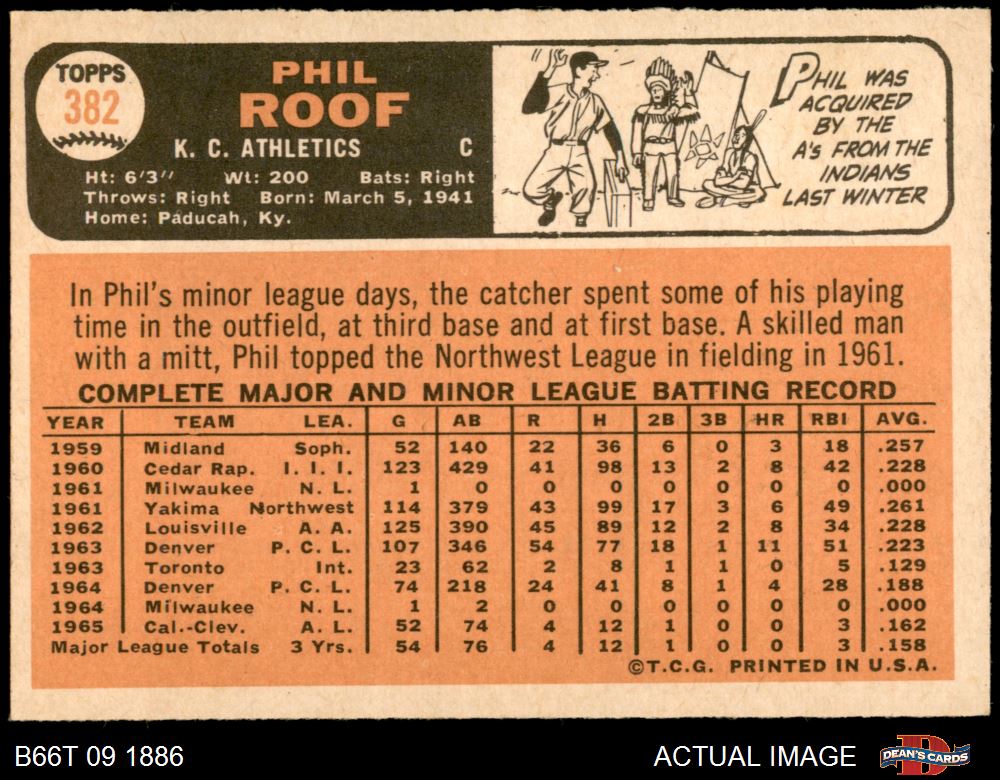 TOPPS
382
PHIL
ROOF
K. C. ATHLETICS C
Ht: 6'3" Wt: 200 Bats: Right
Throws: Right Born: March 5, 1941
Home: Paducah, Ky.
PHIL WAS
ACQUIRED
BY THE
A'S FROM THE
INDIANS
LAST WINTER
In Phil's minor league days, the catcher spent some of his playing
time in the outfield, at third base and at first base. A skilled man
with a mitt, Phil topped the Northwest League in fielding in 1961.
COMPLETE MAJOR AND MINOR LEAGUE BATTING RECORD
YEAR TEAM LEA. G AB R H 2B 3B HR RBI AVG.
1959 Midland Soph. 52 140 22 36 6 0 3 18 .257
1960 Cedar Rap. I. I. I. 123 429 41 98 13 2 8 42 .228
1961 Milwaukee N. L. 1 0 0 0 0 0 0 0 .000
1961 Yakima Northwest 114 379 43 99 17 3 6 49 .261
1962 Louisville A. A. 125 390 45 89 12 2 8 34 .228
1963 Denver P. C. L. 107 346 54 77 18 1 11 51 .223
1963 Toronto Int. 23 62 2 8 1 1 0 5 .129
1964 Denver P. C. L. 74 218 24 41 8 1 4 28 .188
1964 Milwaukee N. L. 1 2 0 0 0 0 0 0 .000
1965 Cal.-Clev. A. L. 52 74 4 12 1 0 0 3 .162
Major League Totals 3 Yrs. 54 76 4 12 1 0 0 3 .158
©T.C.G. PRINTED IN U.S.A.
B66T 09 1886 ACTUAL IMAGE DEAN'S CARDS